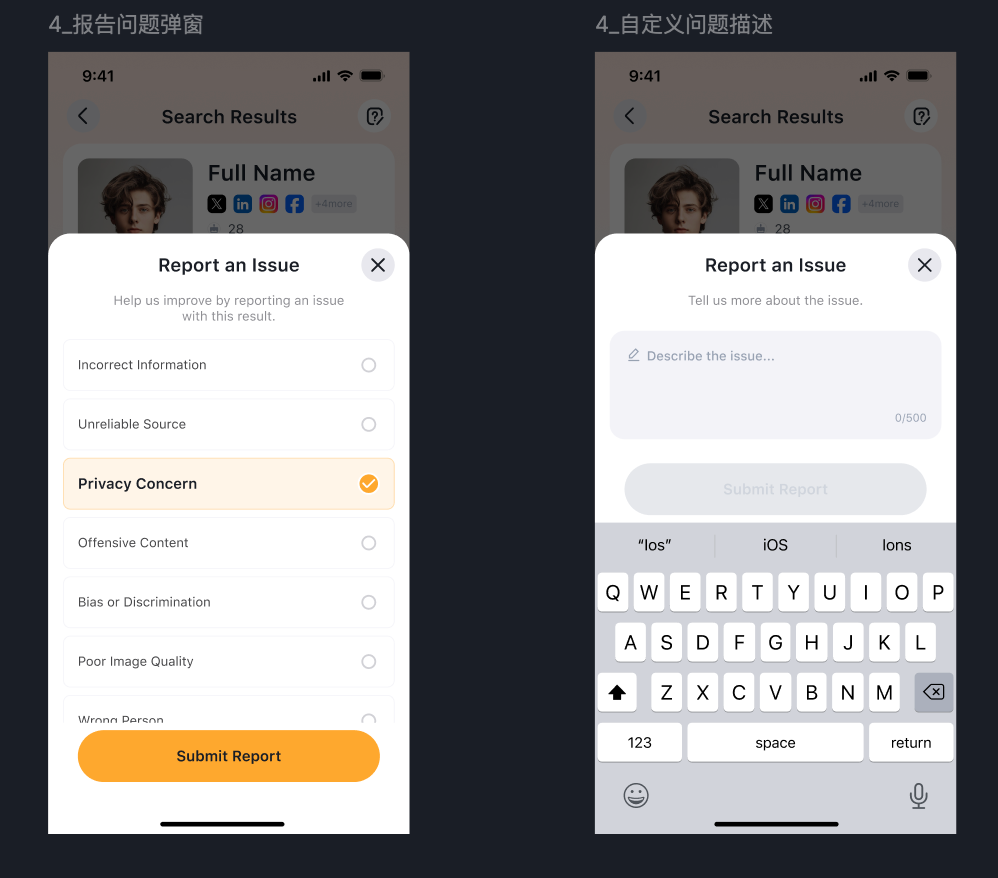 4_报告问题弹窗
9:41
Search Results
Full Name
+4more
28
Report an Issue
Help us improve by reporting an issue
with this result.
Incorrect Information
Unreliable Source
Privacy Concern
Offensive Content
Bias or Discrimination
Poor Image Quality
Wrong Person
Submit Report
4_自定义问题描述
9:41
Search Results
Full Name
+4more
28
Report an Issue
Tell us more about the issue.
Describe the issue...
0/500
Submit Report
“Ios” iOS Ions
Q W E R T Y U I O P
A S D F G H J K L
Z X C V B N M
123 space return